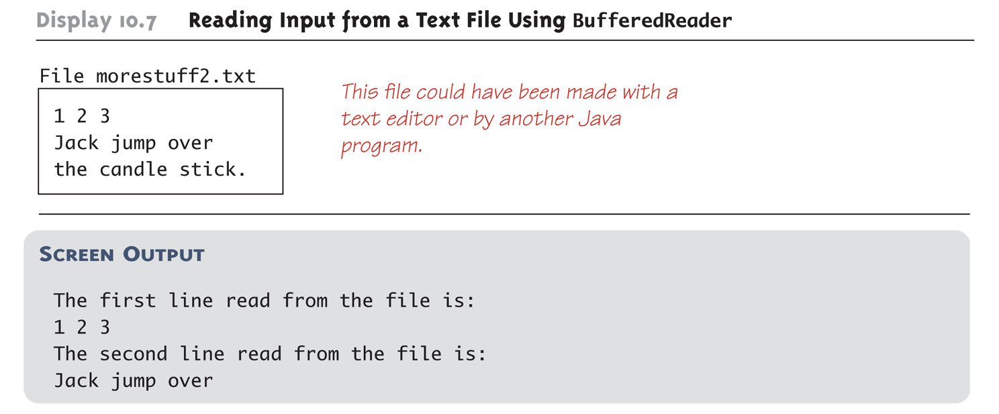 Display 10.7 Reading Input from a Text File Using BufferedReader
File morestuff2.txt
1 2 3
Jack jump over
the candle stick.
This file could have been made with a
text editor or by another Java
program.
SCREEN OUTPUT
The first line read from the file is:
1 2 3
The second line read from the file is:
Jack jump over